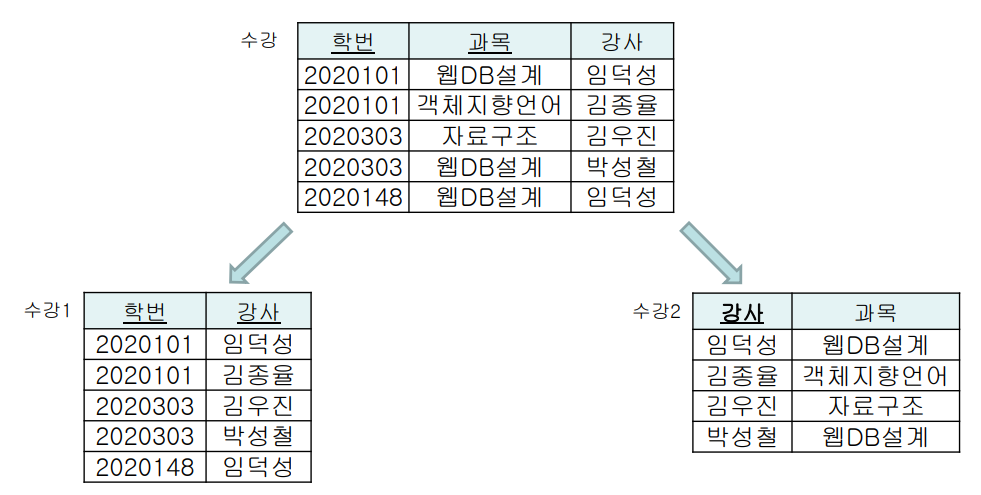 수강
학번 과목 강사
2020101 웹DB설계 임덕성
2020101 객체지향언어 김종율
2020303 자료구조 김우진
2020303 웹DB설계 박성철
2020148 웹DB설계 임덕성
수강1
학번 강사
2020101 임덕성
2020101 김종율
2020303 김우진
2020303 박성철
2020148 임덕성
수강2
강사 과목
임덕성 웹DB설계
김종율 객체지향언어
김우진 자료구조
박성철 웹DB설계